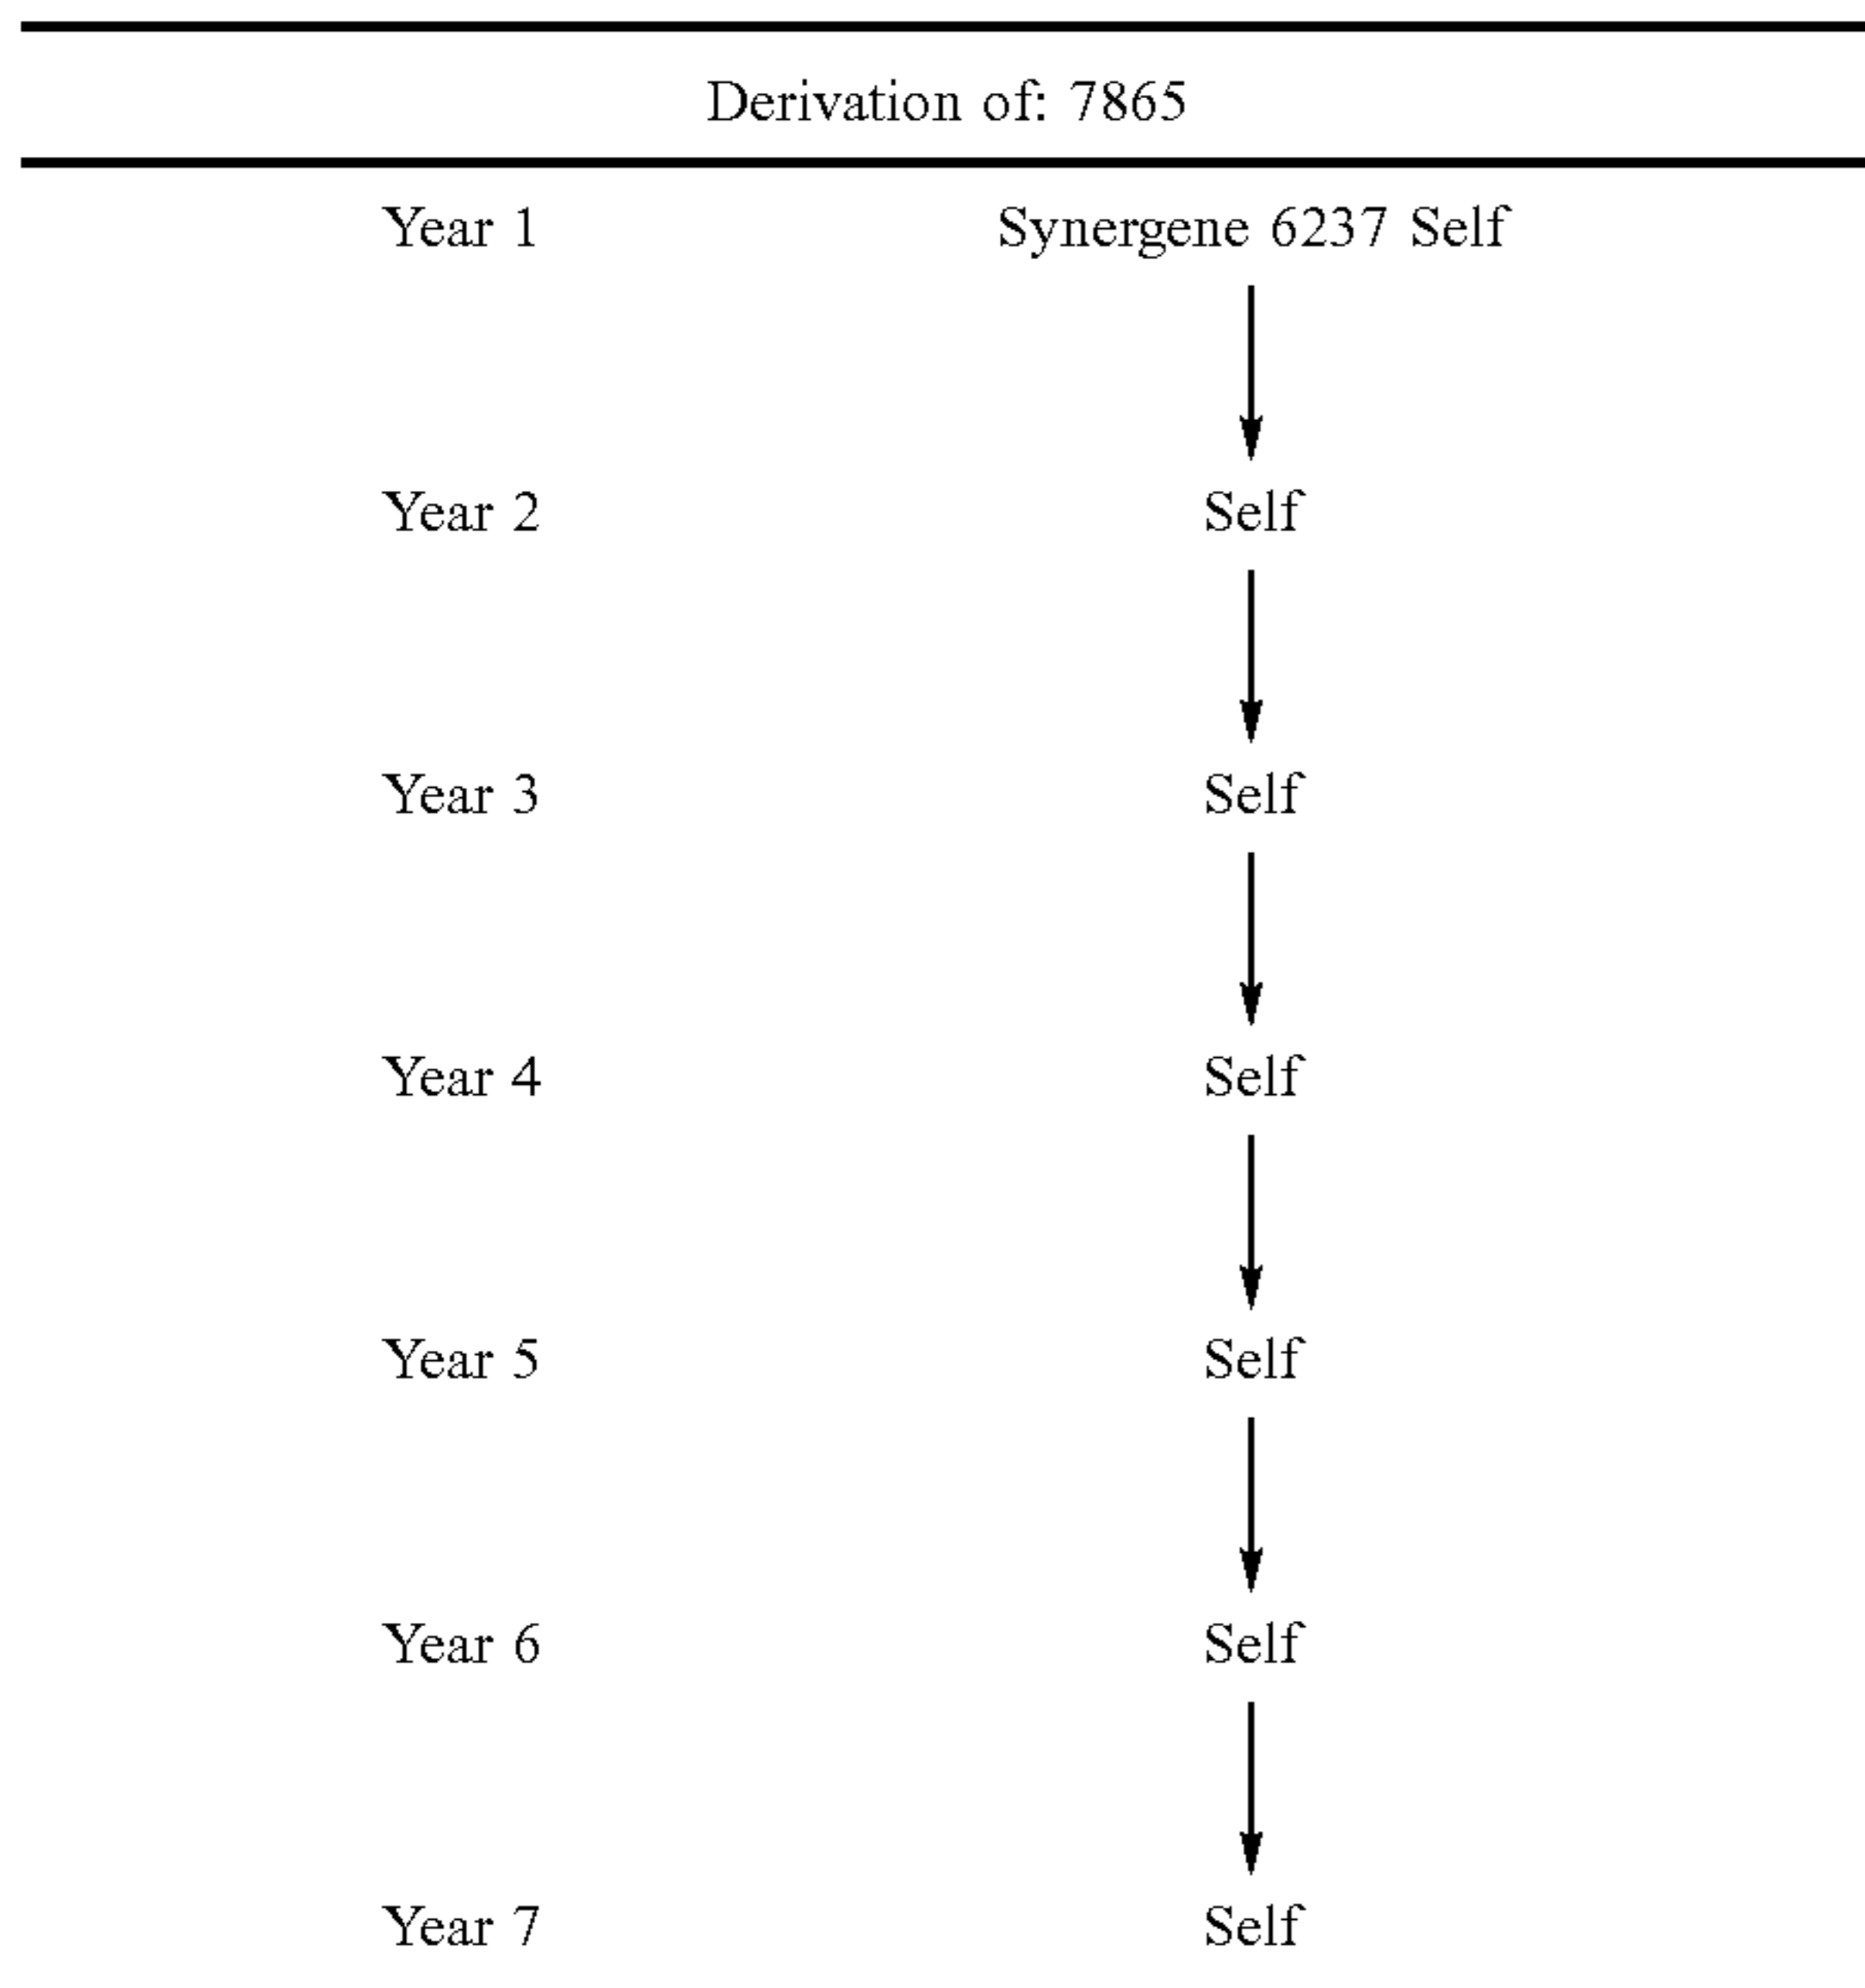 Derivation of: 7865
Year 1 Synergene 6237 Self
Year 2 Self
Year 3 Self
Year 4 Self
Year 5 Self
Year 6 Self
Year 7 Self